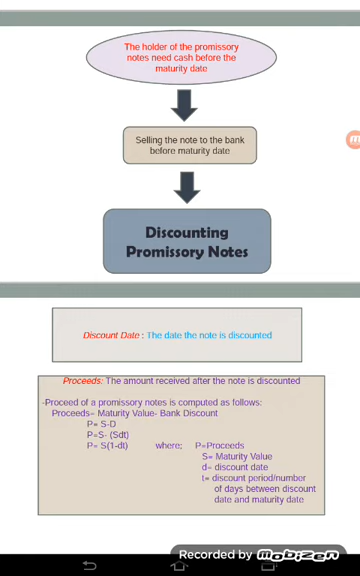 The holder of the promissory
notes need cash before the
maturity date
Selling the note to the bank
before maturity date
Discounting
Promissory Notes
Discount Date : The date the note is discounted
Proceeds: The amount received after the note is discounted
-Proceed of a promissory notes is computed as follows:
Proceeds= Maturity Value- Bank Discount
P= S-D
P=S- (Sdt)
P= S(1-dt) where; P=Proceeds
S= Maturity Value
d= discount date
t= discount period/number
of days between discount
date and maturity date
Recorded by mobizen